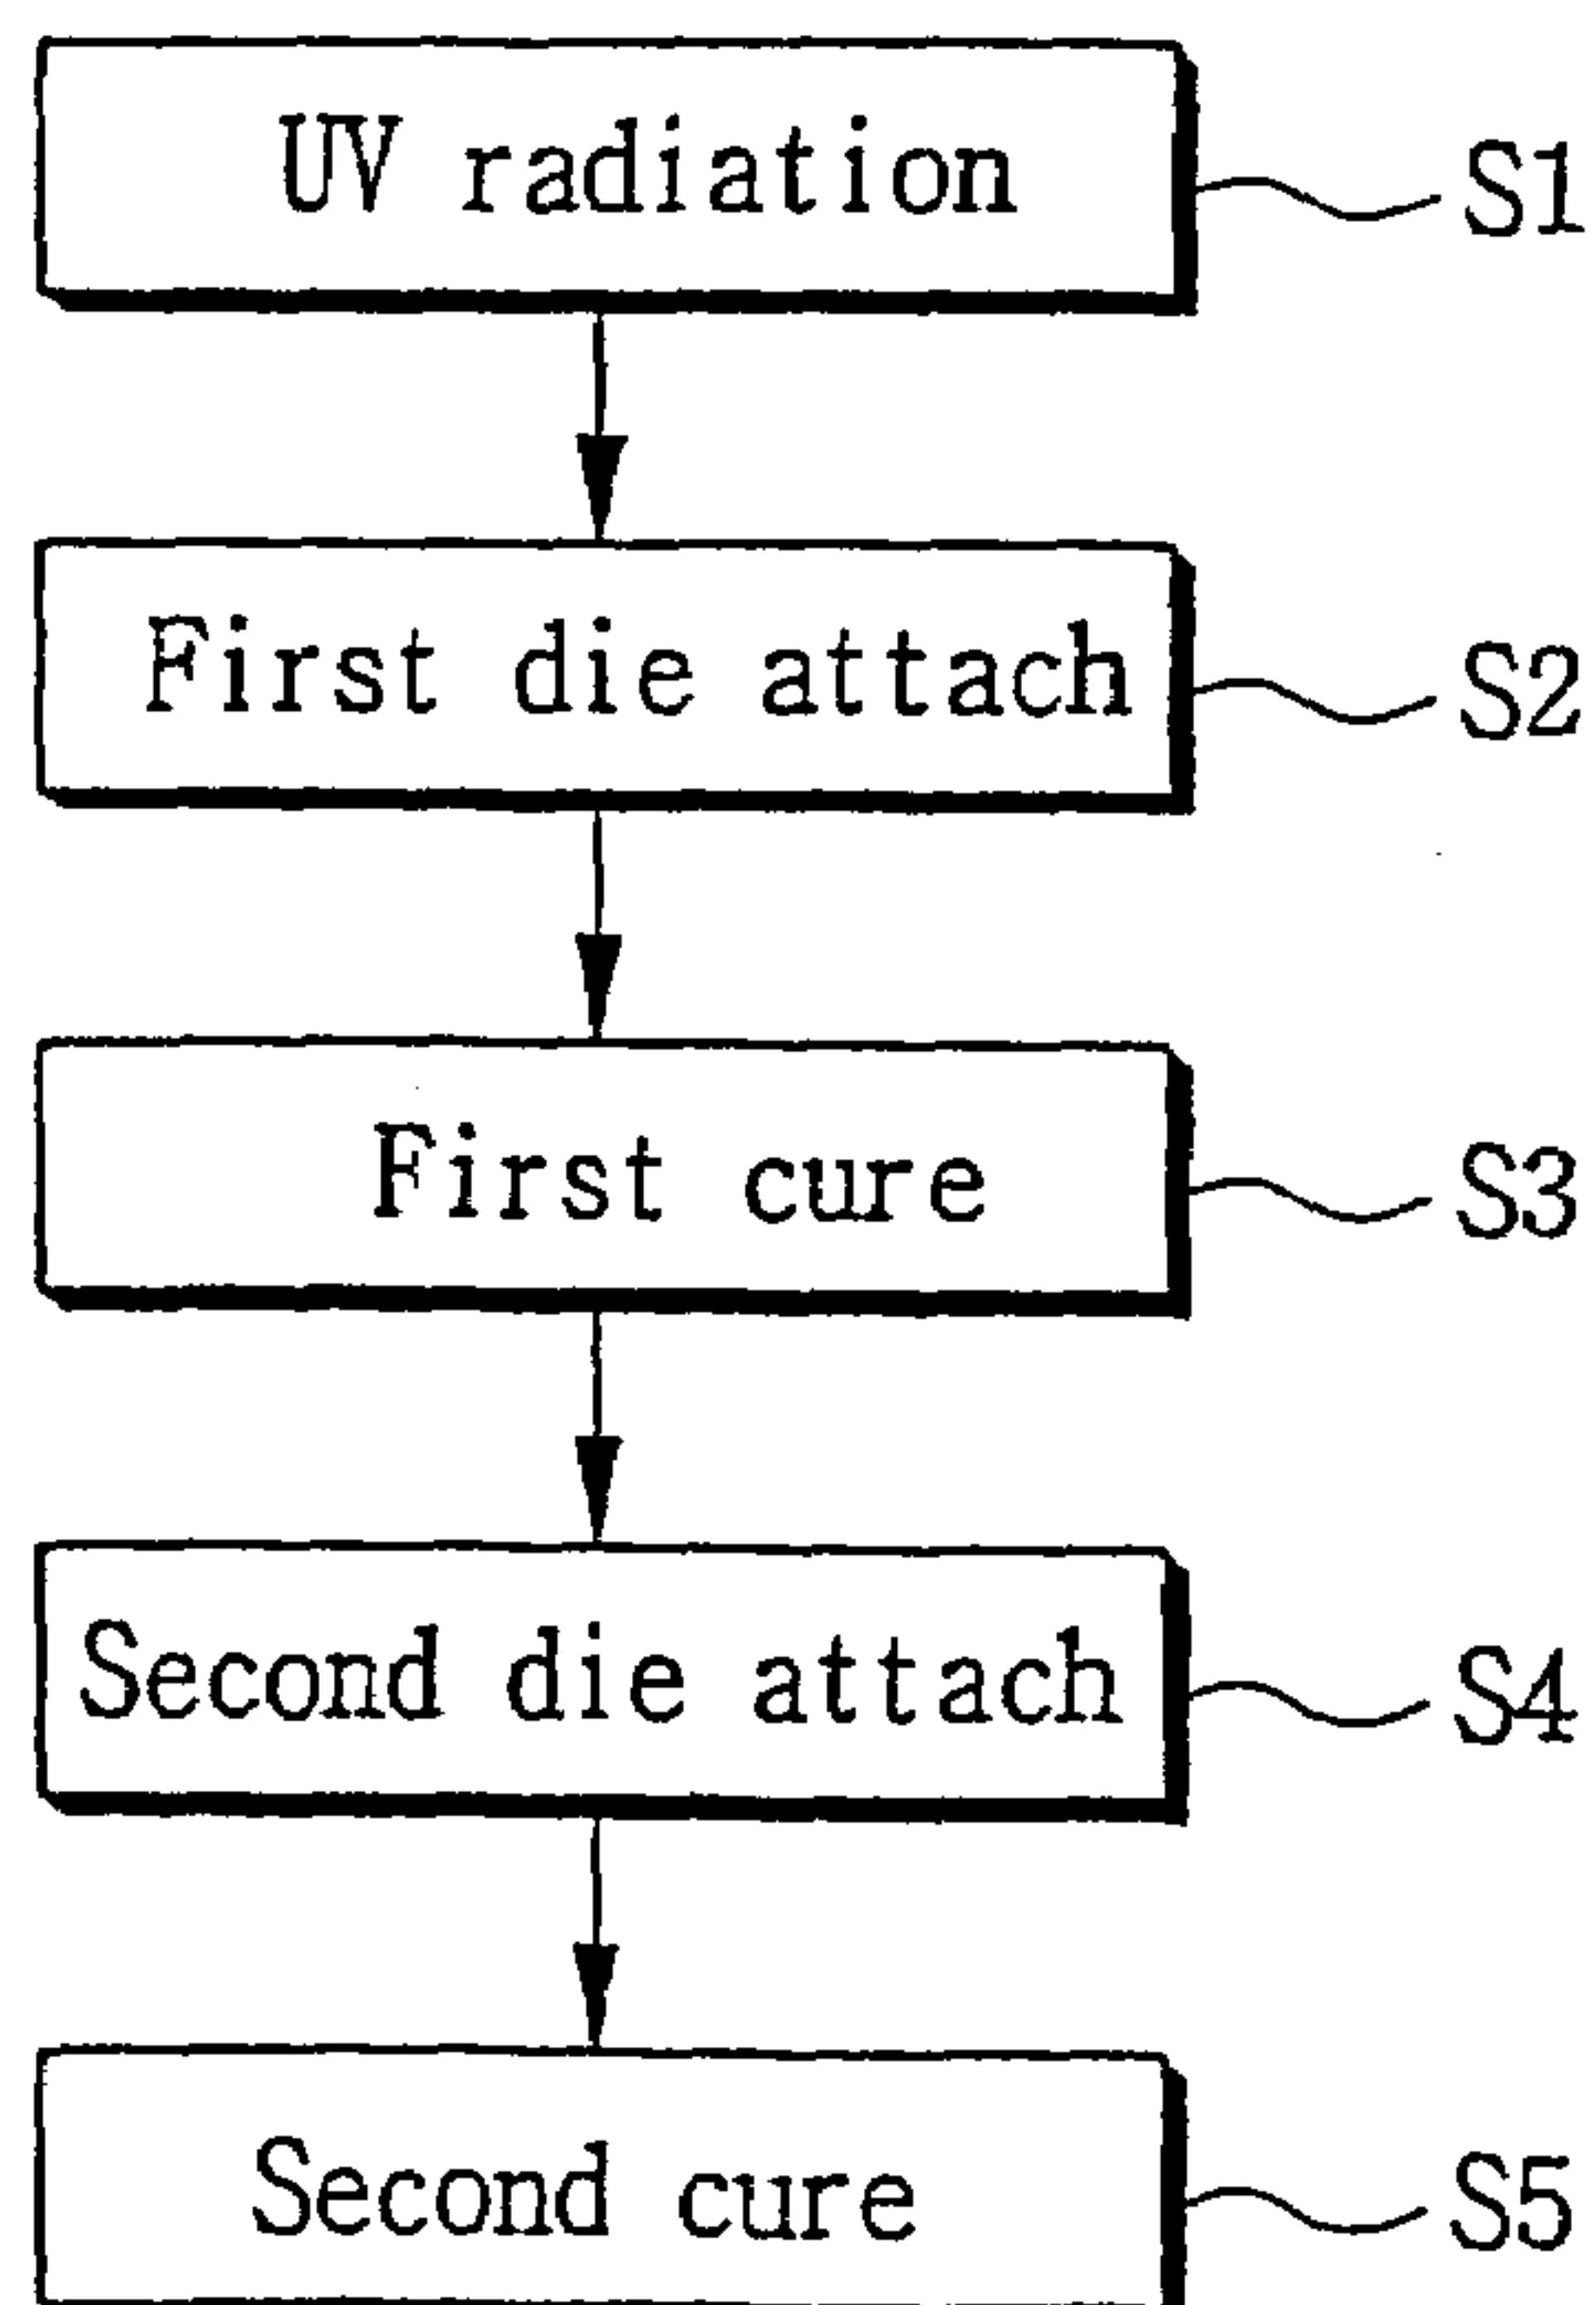 UV radiation S1
First die attach S2
First cure S3
Second die attach S4
Second cure S5